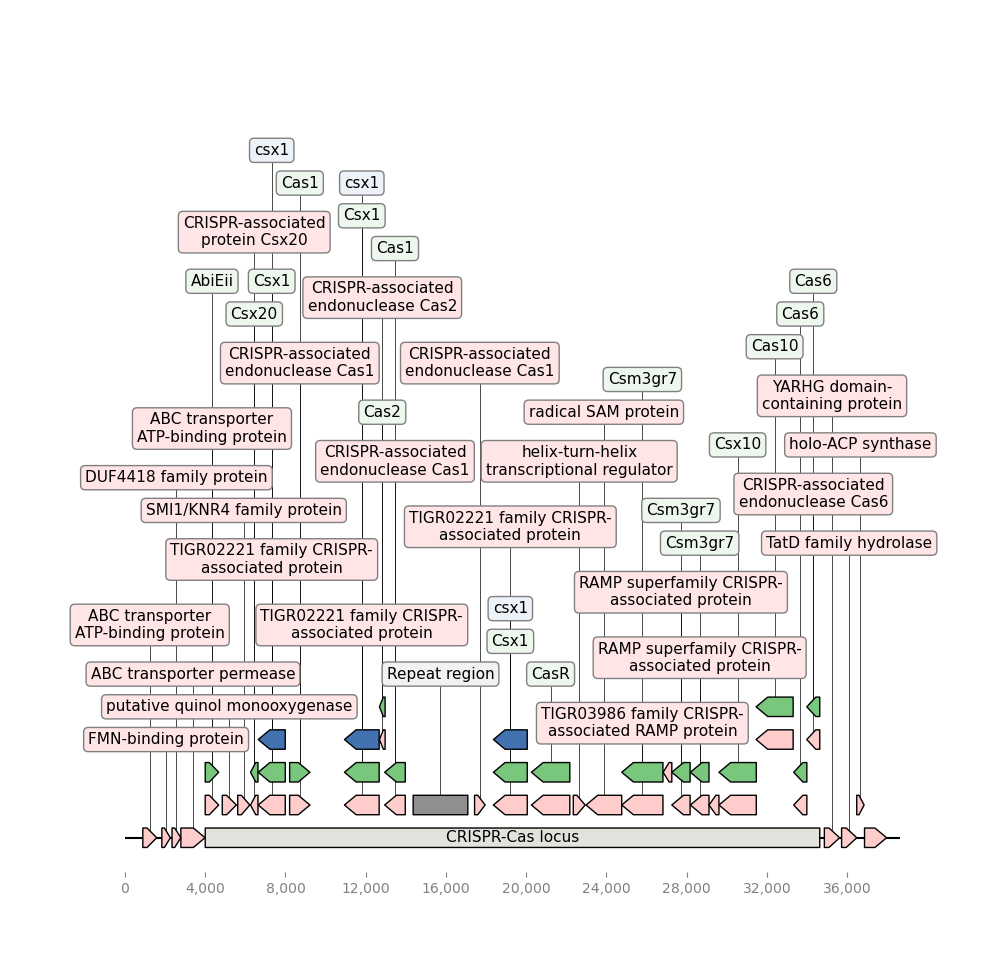 csx1
Cas1
csx1
Csx1
CRISPR-associated
protein Csx20
Cas1
AbiEii
Csx1
Cas6
CRISPR-associated
endonuclease Cas2
Csx20
Cas6
Cas10
CRISPR-associated
endonuclease Cas1
CRISPR-associated
endonuclease Cas1
Csm3gr7
YARHG domain-
containing protein
Cas2
radical SAM protein
ABC transporter
ATP-binding protein
Csx10
holo-ACP synthase
CRISPR-associated
endonuclease Cas1
helix-turn-helix
transcriptional regulator
DUF4418 family protein
CRISPR-associated
endonuclease Cas6
SMI1/KNR4 family protein
Csm3gr7
TIGR02221 family CRISPR-
associated protein
Csm3gr7
TatD family hydrolase
TIGR02221 family CRISPR-
associated protein
RAMP superfamily CRISPR-
associated protein
csx1
ABC transporter
ATP-binding protein
TIGR02221 family CRISPR-
associated protein
Csx1
RAMP superfamily CRISPR-
associated protein
ABC transporter permease
Repeat region
CasR
putative quinol monooxygenase
TIGR03986 family CRISPR-
associated RAMP protein
FMN-binding protein
CRISPR-Cas locus
0
4,000
8,000
12,000
16,000
20,000
24,000
28,000
32,000
36,000